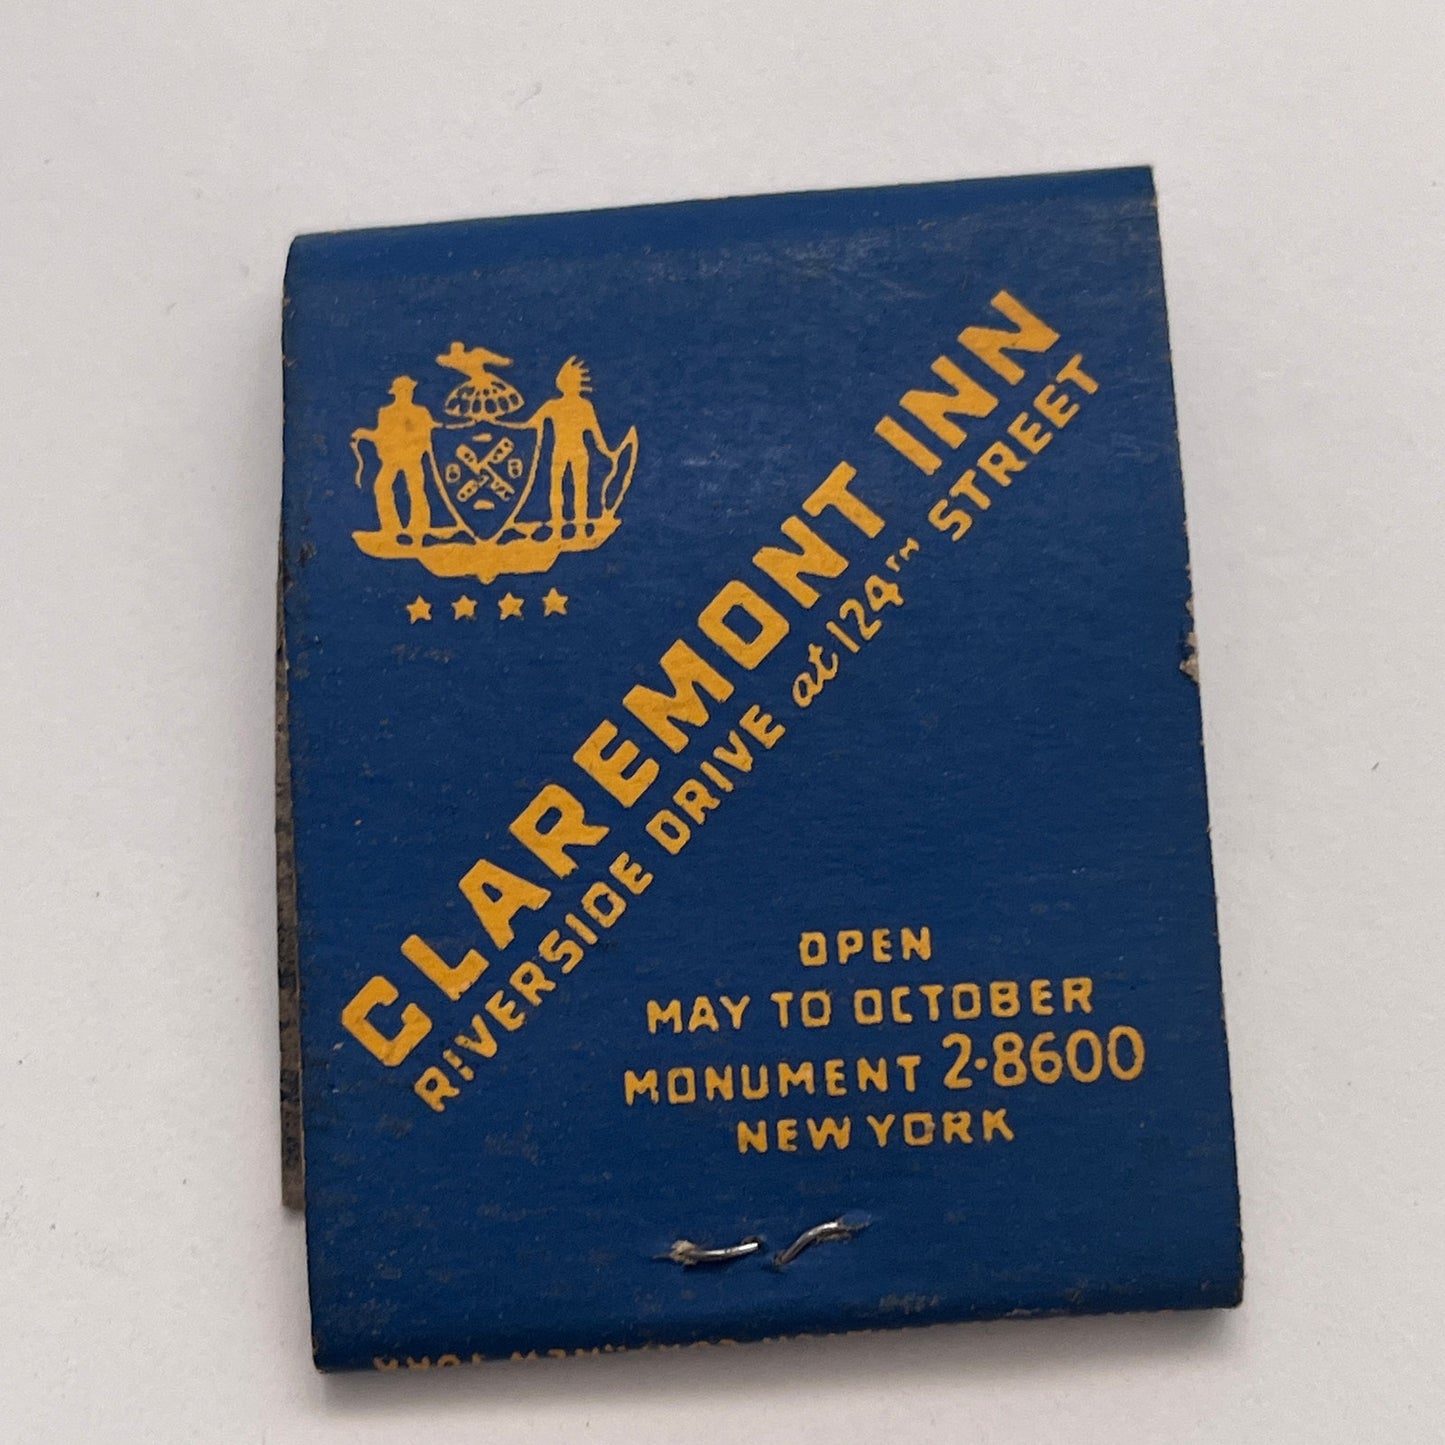 CLAREMONT INN
RIVERSIDE DRIVE at 124TH STREET
OPEN
MAY TO OCTOBER
MONUMENT 2-8600
NEW YORK